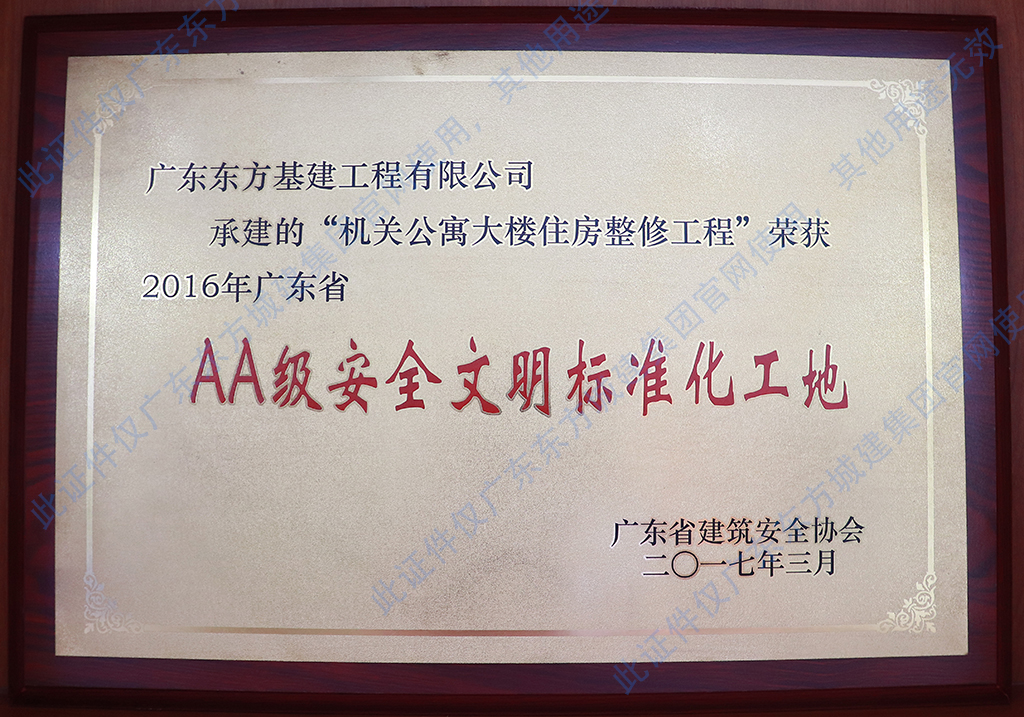 广东东方基建工程有限公司
承建的“机关公寓大楼住房整修工程”荣获
2016年广东省
AA级安全文明标准化工地
广东省建筑安全协会
二〇一七年三月
此证件仅广东东方城建集团官网使用，其他用途无效